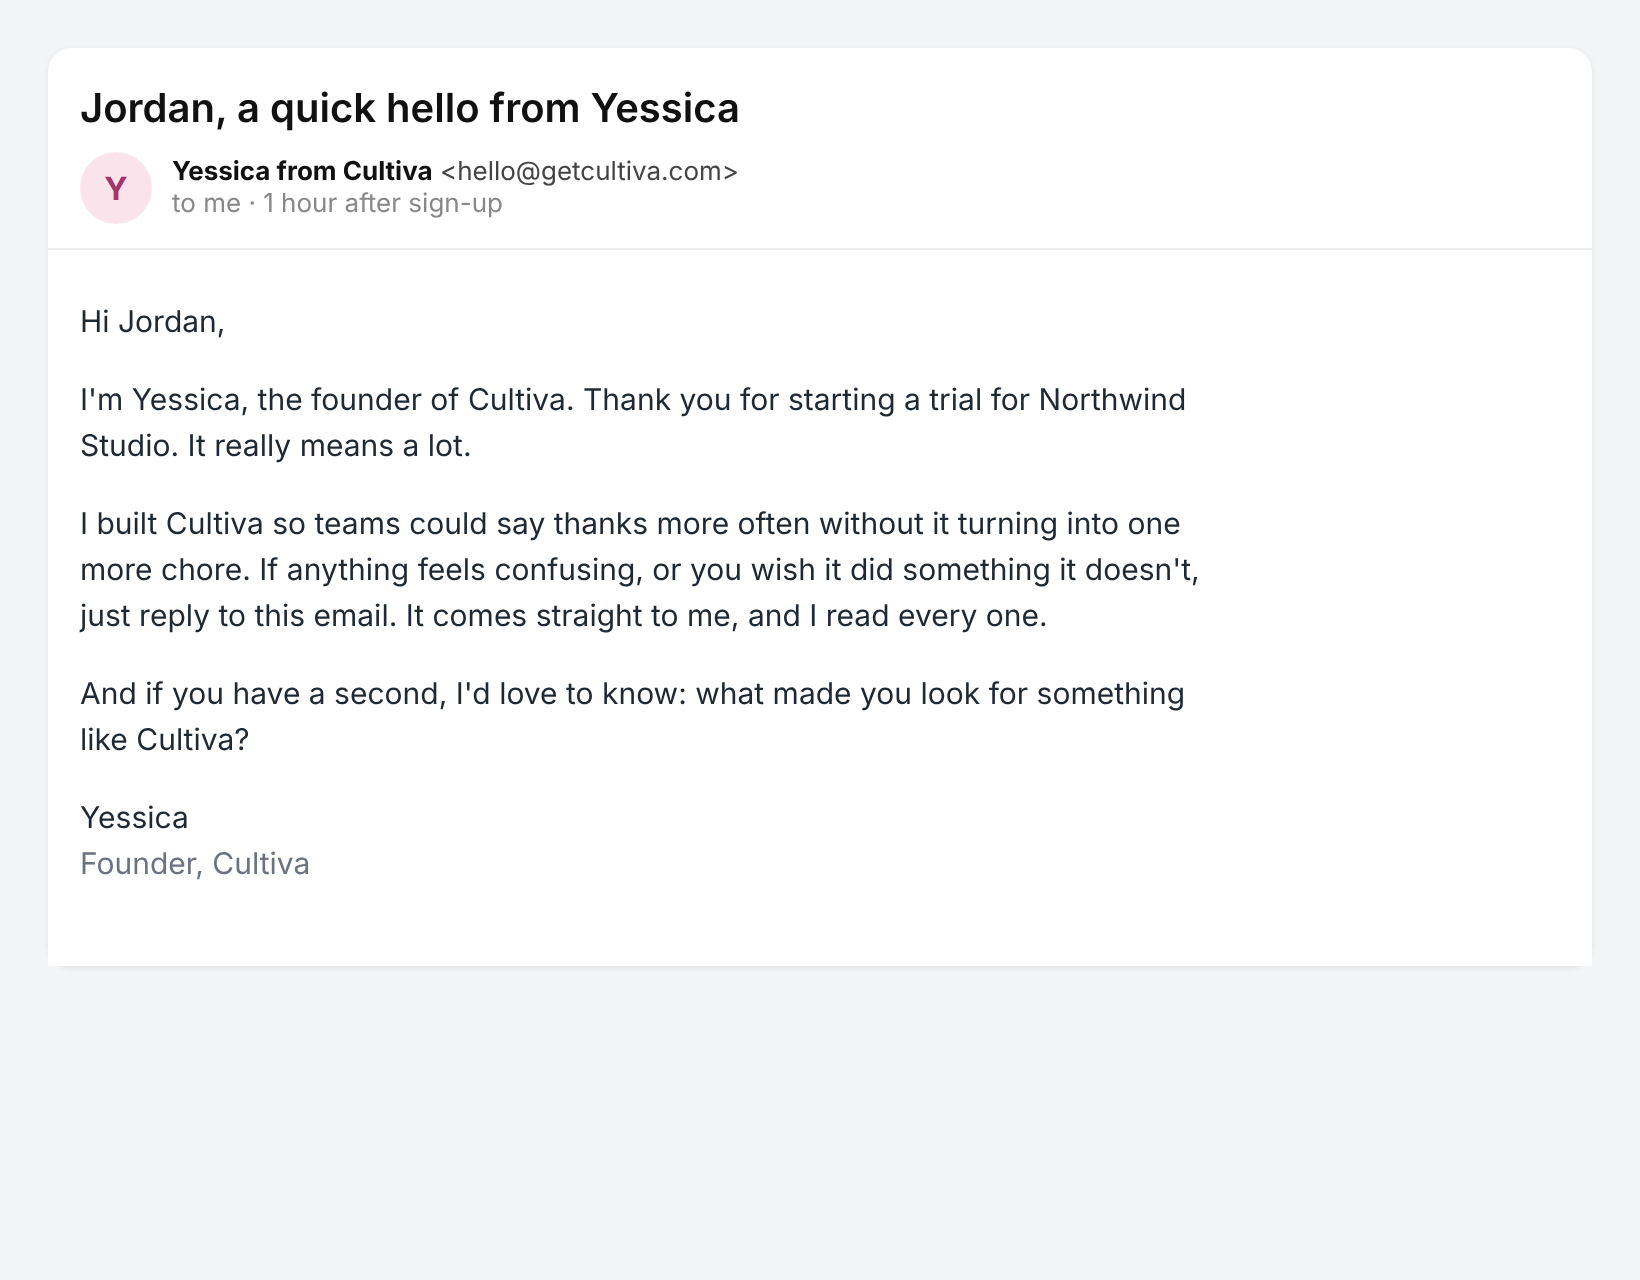 Jordan, a quick hello from Yessica
Y
Yessica from Cultiva <hello@getcultiva.com>
to me · 1 hour after sign-up
Hi Jordan,
I'm Yessica, the founder of Cultiva. Thank you for starting a trial for Northwind
Studio. It really means a lot.
I built Cultiva so teams could say thanks more often without it turning into one
more chore. If anything feels confusing, or you wish it did something it doesn't,
just reply to this email. It comes straight to me, and I read every one.
And if you have a second, I'd love to know: what made you look for something
like Cultiva?
Yessica
Founder, Cultiva